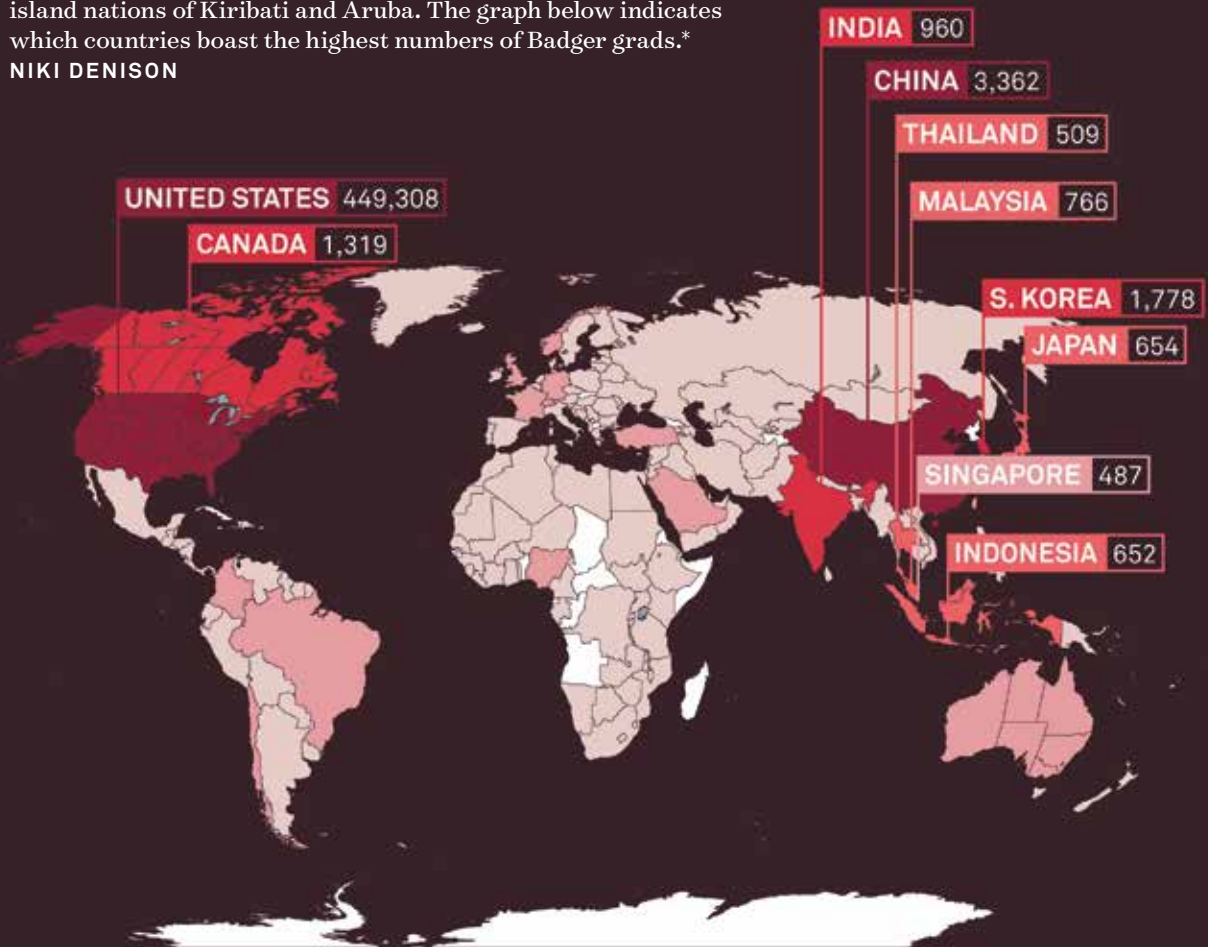 island nations of Kiribati and Aruba. The graph below indicates
which countries boast the highest numbers of Badger grads.*
NIKI DENISON
INDIA 960
CHINA 3,362
THAILAND 509
MALAYSIA 766
UNITED STATES 449,308
CANADA 1,319
S. KOREA 1,778
JAPAN 654
SINGAPORE 487
INDONESIA 652